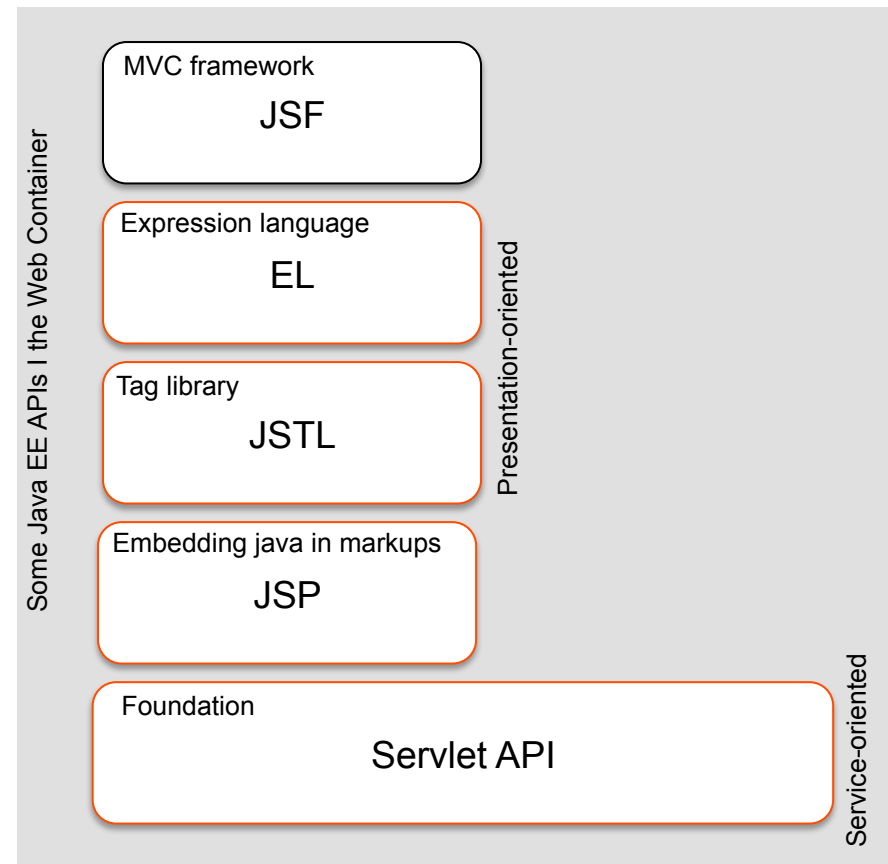 Some Java EE APIs I the Web Container
MVC framework
JSF
Expression language
EL
Tag library
JSTL
Presentation-oriented
Embedding java in markups
JSP
Foundation
Servlet API
Service-oriented